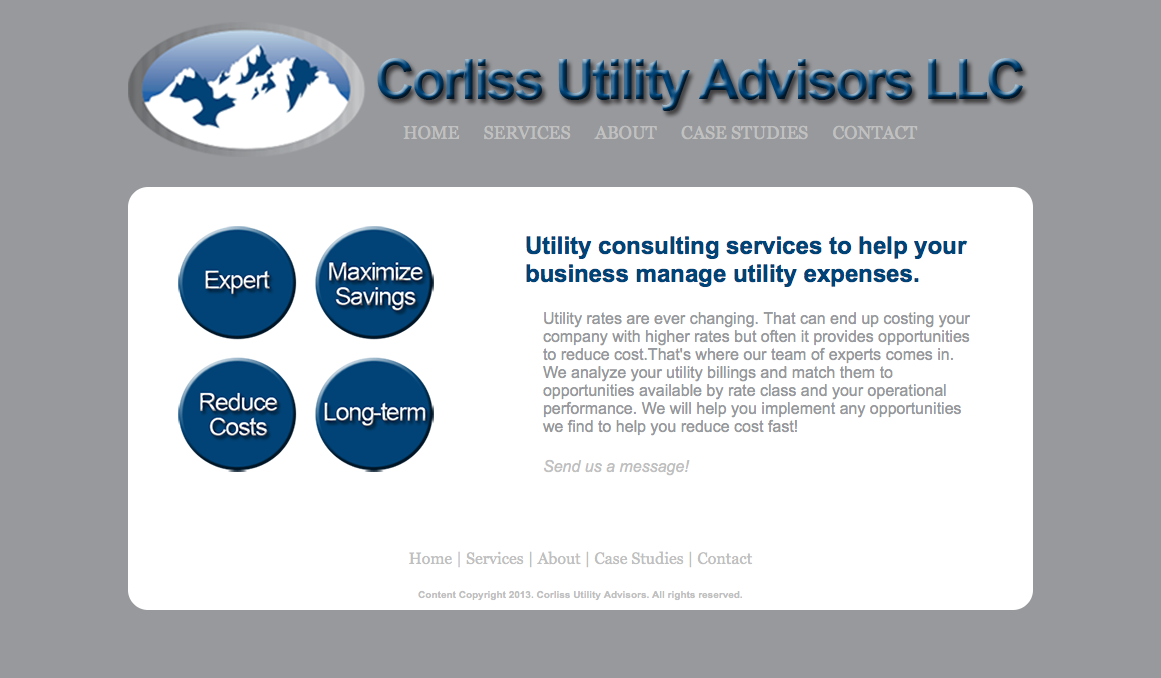 Corliss Utility Advisors LLC
HOME SERVICES ABOUT CASE STUDIES CONTACT
Expert
Maximize
Savings
Reduce
Costs
Long-term
Utility consulting services to help your
business manage utility expenses.
Utility rates are ever changing. That can end up costing your
company with higher rates but often it provides opportunities
to reduce cost.That's where our team of experts comes in.
We analyze your utility billings and match them to
opportunities available by rate class and your operational
performance. We will help you implement any opportunities
we find to help you reduce cost fast!
Send us a message!
Home | Services | About | Case Studies | Contact
Content Copyright 2013. Corliss Utility Advisors. All rights reserved.